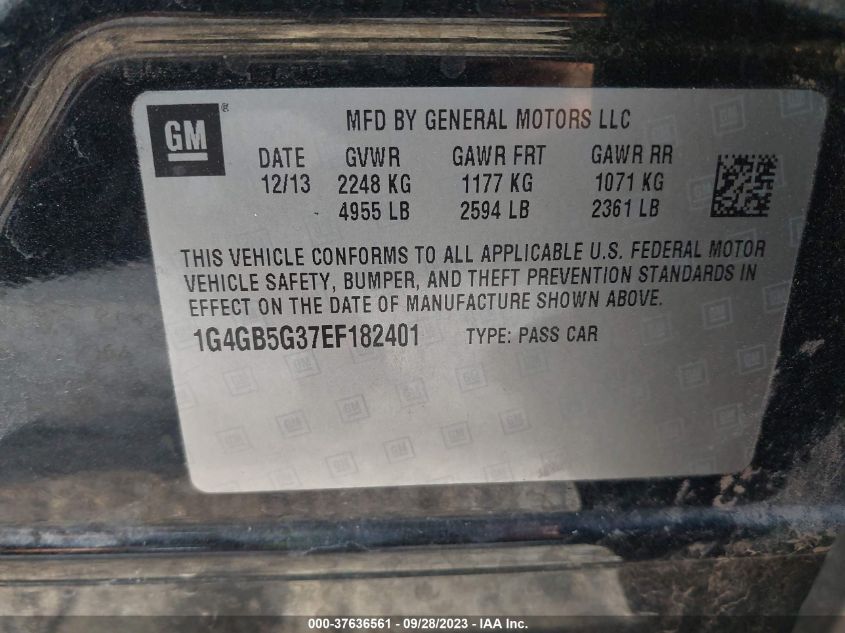 GM ®
MFD BY GENERAL MOTORS LLC
DATE GVWR GAWR FRT GAWR RR
12/13 2248 KG 1177 KG 1071 KG
4955 LB 2594 LB 2361 LB
THIS VEHICLE CONFORMS TO ALL APPLICABLE U.S. FEDERAL MOTOR
VEHICLE SAFETY, BUMPER, AND THEFT PREVENTION STANDARDS IN
EFFECT ON THE DATE OF MANUFACTURE SHOWN ABOVE.
1G4GB5G37EF182401 TYPE: PASS CAR
000-37636561 - 09/28/2023 - © IAA Inc.